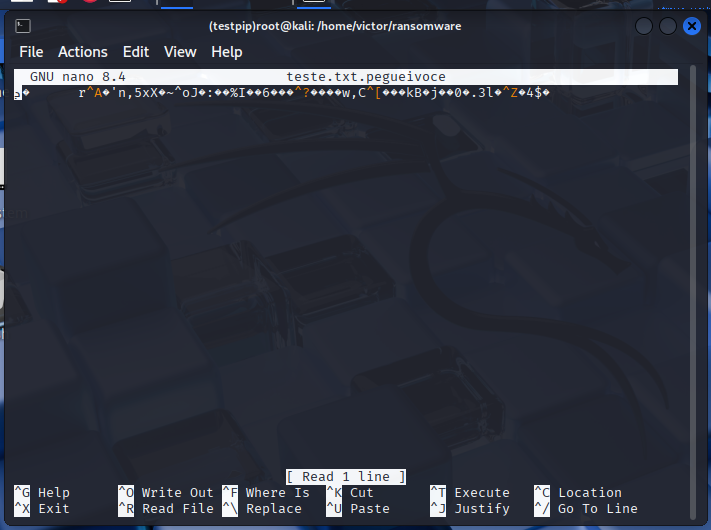 (testpip)root@kali: /home/victor/ransomware
File Actions Edit View Help
GNU nano 8.4 teste.txt.pegueivoce
r^A�'n,5xX�~^oJ�:��%I��6���^?����w,C^[���kB�j��0�.3l�^Z�4$�
[ Read 1 line ]
^G Help ^O Write Out ^F Where Is ^K Cut ^T Execute ^C Location
^X Exit ^R Read File ^\ Replace ^U Paste ^J Justify ^/ Go To Line